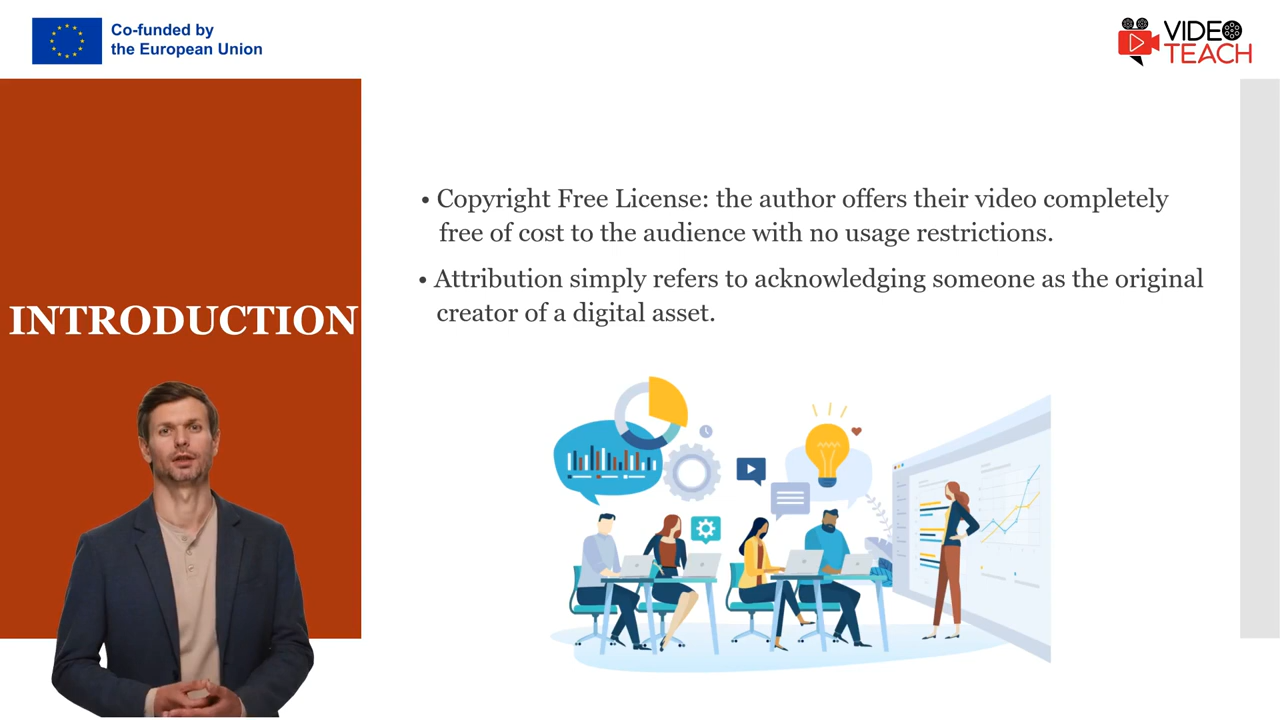 Co-funded by
the European Union
VIDEO
TEACH
INTRODUCTION
• Copyright Free License: the author offers their video completely
free of cost to the audience with no usage restrictions.
• Attribution simply refers to acknowledging someone as the original
creator of a digital asset.